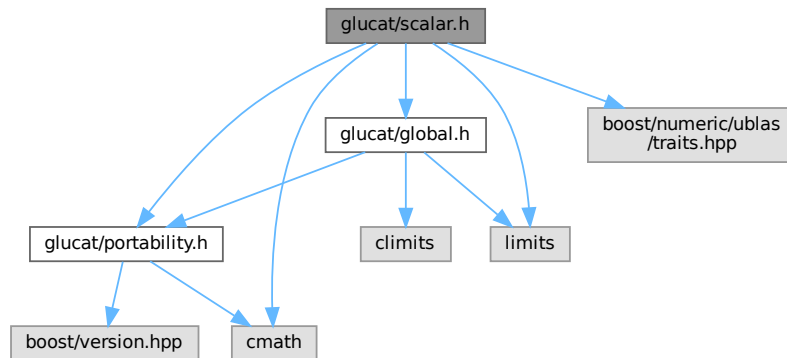 glucat/scalar.h
glucat/global.h
boost/numeric/ublas
/traits.hpp
glucat/portability.h
climits
limits
boost/version.hpp
cmath